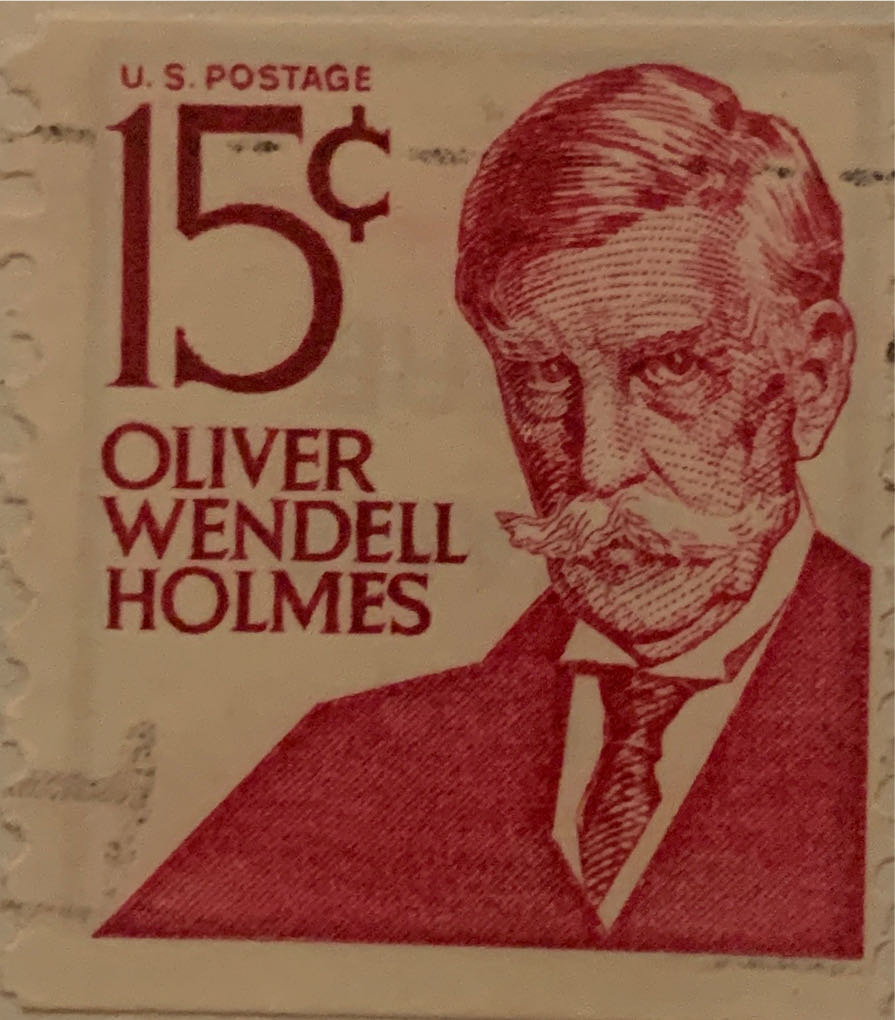 U. S. POSTAGE
15¢
OLIVER
WENDELL
HOLMES